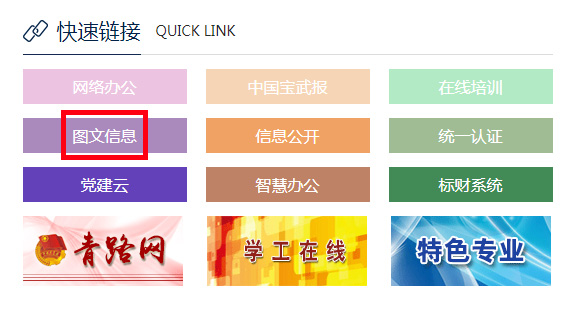 快速链接 QUICK LINK
网络办公 中国宝武报 在线培训
图文信息 信息公开 统一认证
党建云 智慧办公 标财系统
青路网 学工在线 特色专业